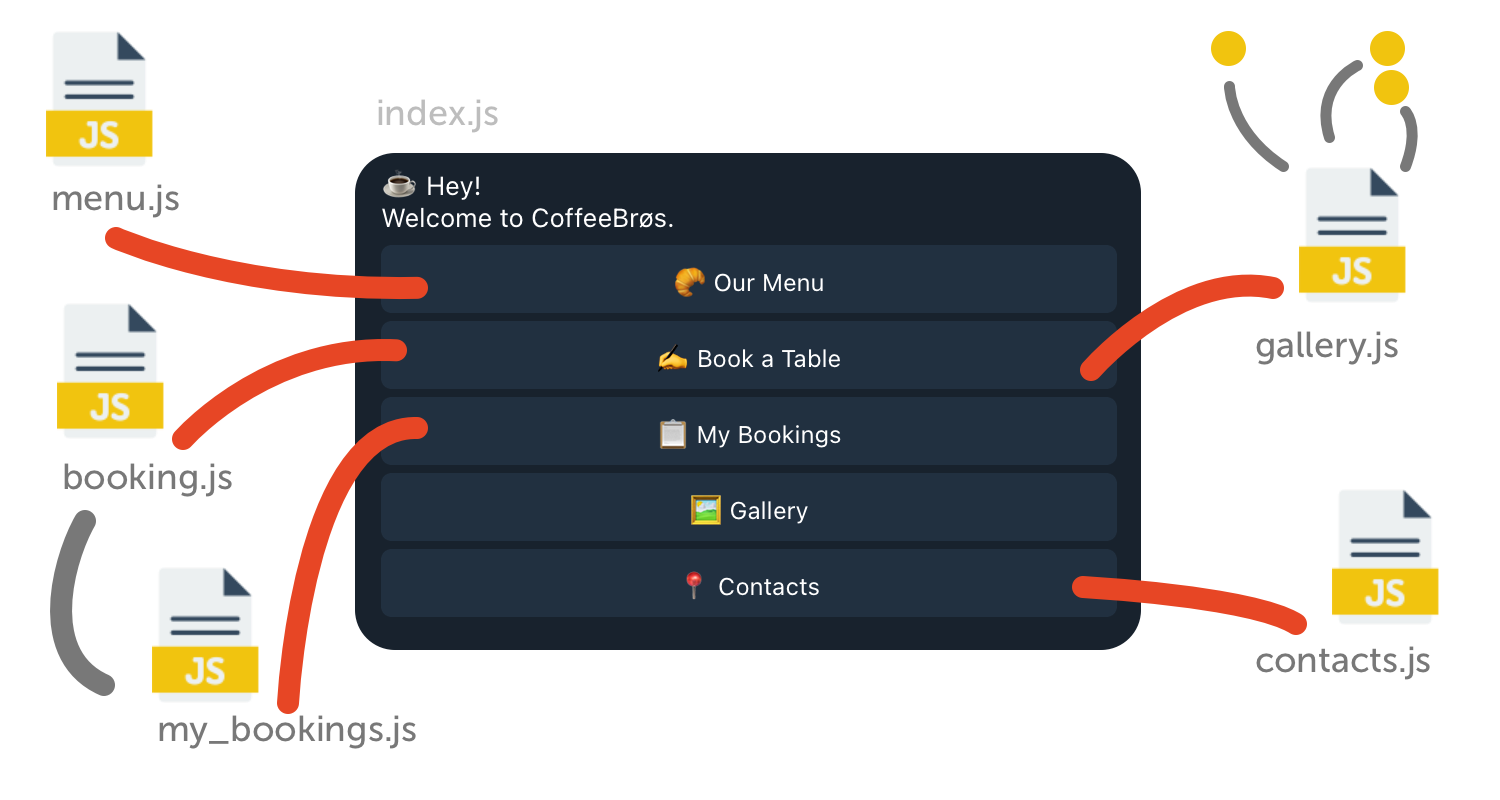 JS
menu.js
index.js
Hey!
Welcome to CoffeeBrøs.
Our Menu
Book a Table
My Bookings
Gallery
Contacts
JS
booking.js
JS
my_bookings.js
JS
gallery.js
JS
contacts.js